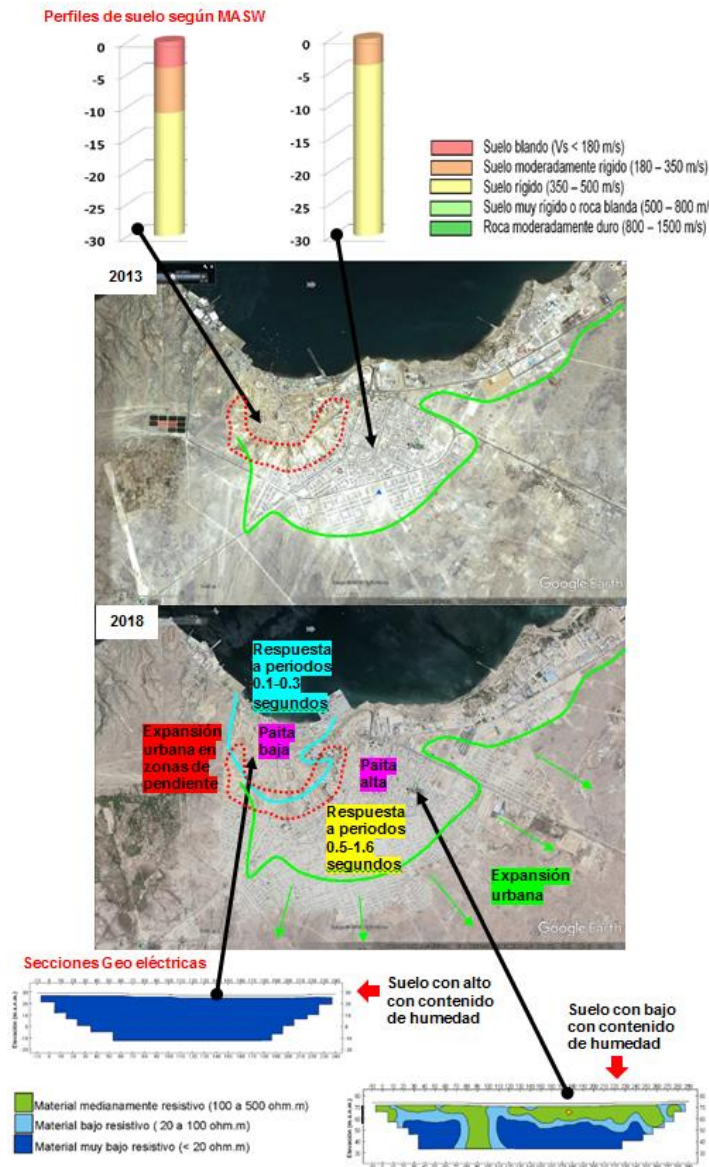 Perfiles de suelo según MASW
0
-5
-10
-15
-20
-25
-30
0
-5
-10
-15
-20
-25
-30
Suelo blando (Vs < 180 m/s)
Suelo moderadamente rigido (180 – 350 m/s)
Suelo rígido (350 – 500 m/s)
Suelo muy rigido o roca blanda (500 – 800 m/
Roca moderadamente duro (800 – 1500 m/s)
2013
Google Earth
2018
Respuesta
a periodos
0.1-0.3
segundos
Expansión
urbana en
zonas de
pendiente
Paita
baja
Paita
alta
Respuesta
a periodos
0.5-1.6
segundos
Expansión
urbana
Google Earth
Secciones Geo eléctricas
Suelo con alto
con contenido
de humedad
Suelo con bajo
con contenido
de humedad
Material medianamente resistivo (100 a 500 ohm.m)
Material bajo resistivo ( 20 a 100 ohm.m)
Material muy bajo resistivo (< 20 ohm.m)